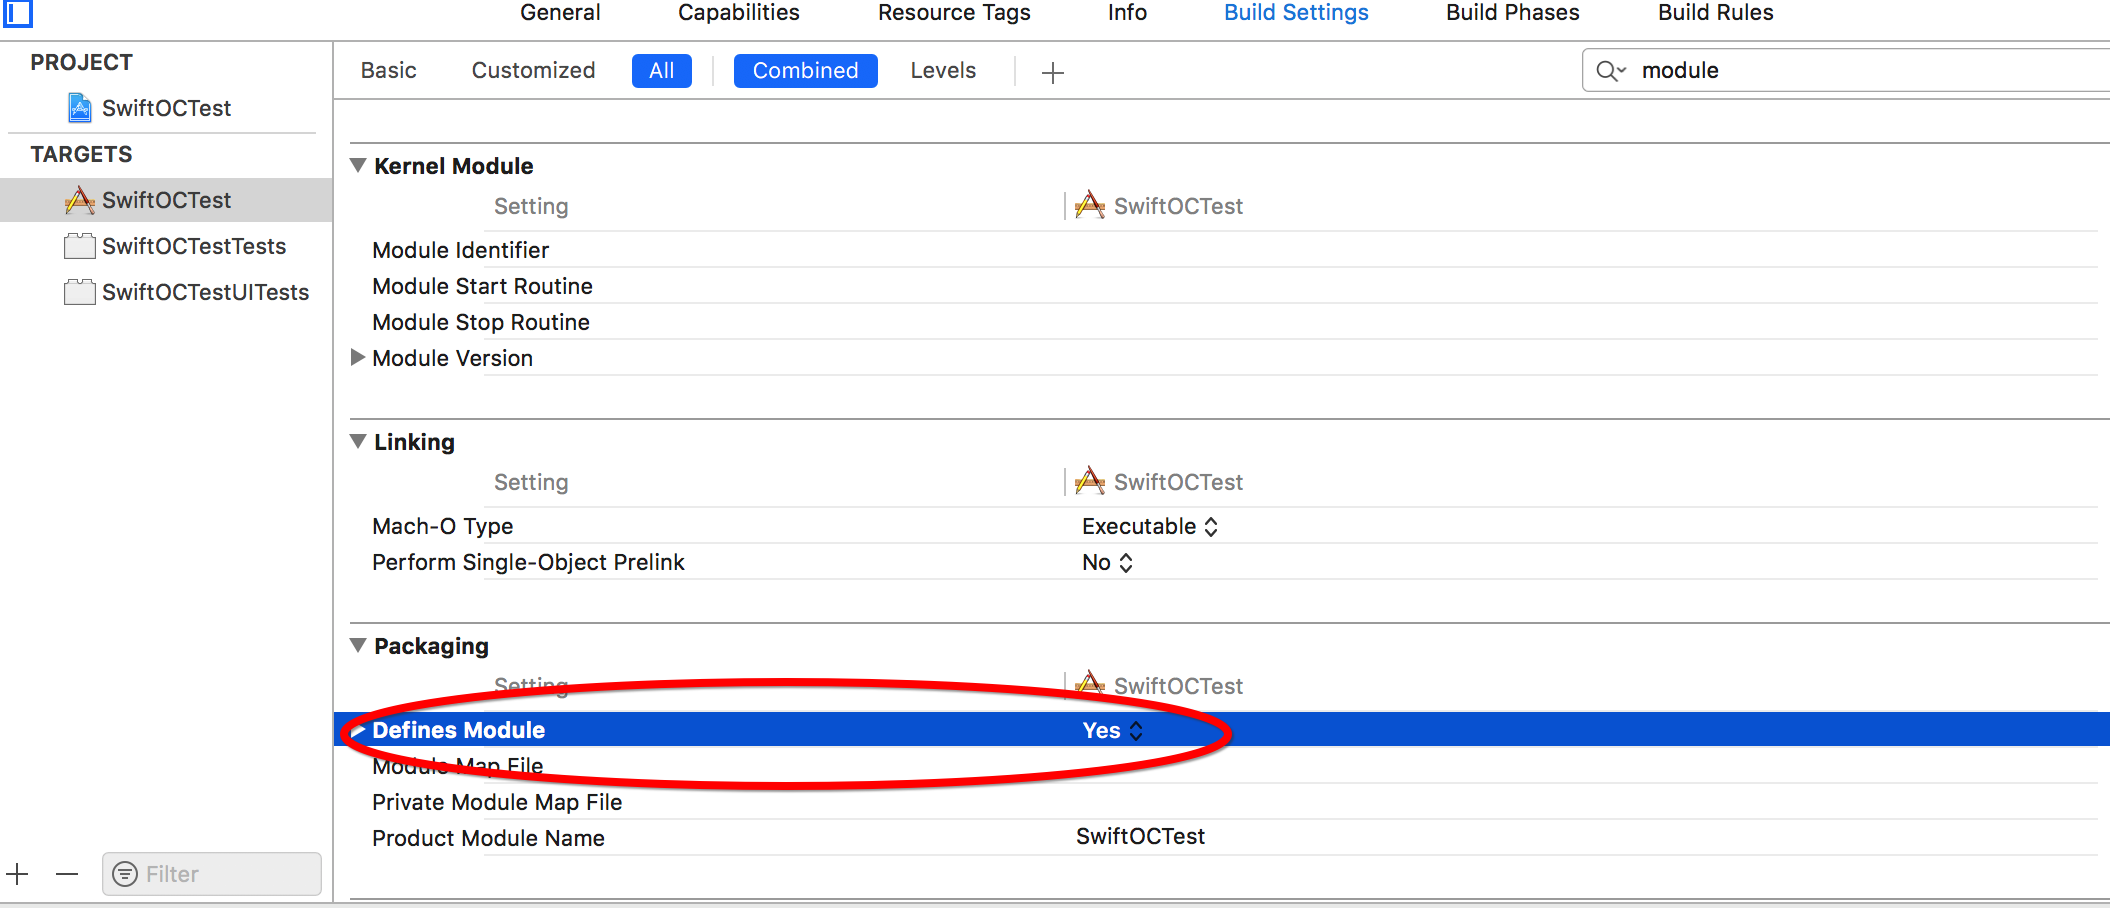 General Capabilities Resource Tags Info Build Settings Build Phases Build Rules
PROJECT
SwiftOCTest
TARGETS
SwiftOCTest
SwiftOCTestTests
SwiftOCTestUITests
Filter
Basic Customized All Combined Levels
module
Kernel Module
Setting SwiftOCTest
Module Identifier
Module Start Routine
Module Stop Routine
Module Version
Linking
Setting SwiftOCTest
Mach-O Type Executable
Perform Single-Object Prelink No
Packaging
Setting SwiftOCTest
Defines Module Yes
Module Map File
Private Module Map File
Product Module Name SwiftOCTest